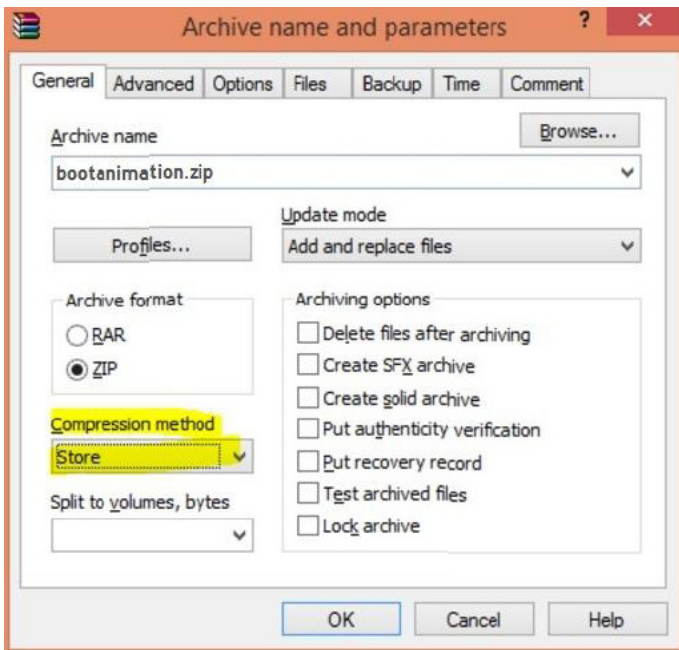 Archive name and parameters
? ×
General Advanced Options Files Backup Time Comment
Archive name
Browse...
bootanimation.zip
Update mode
Profiles...
Add and replace files
Archive format
RAR
ZIP
Compression method
Store
Split to volumes, bytes
Archiving options
Delete files after archiving
Create SFX archive
Create solid archive
Put authenticity verification
Put recovery record
Test archived files
Lock archive
OK Cancel Help